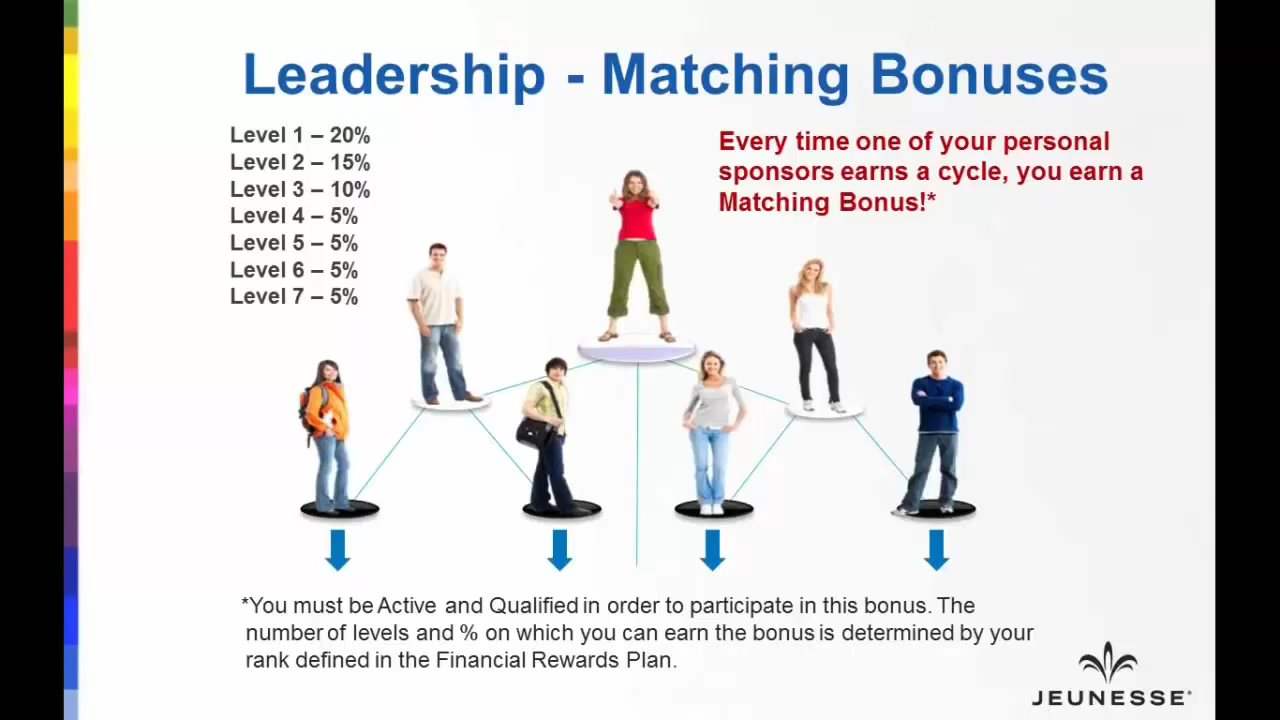 Leadership - Matching Bonuses
Level 1 – 20%
Level 2 – 15%
Level 3 – 10%
Level 4 – 5%
Level 5 – 5%
Level 6 – 5%
Level 7 – 5%
Every time one of your personal
sponsors earns a cycle, you earn a
Matching Bonus!*
*You must be Active and Qualified in order to participate in this bonus. The
number of levels and % on which you can earn the bonus is determined by your
rank defined in the Financial Rewards Plan.
JEUNESSE®